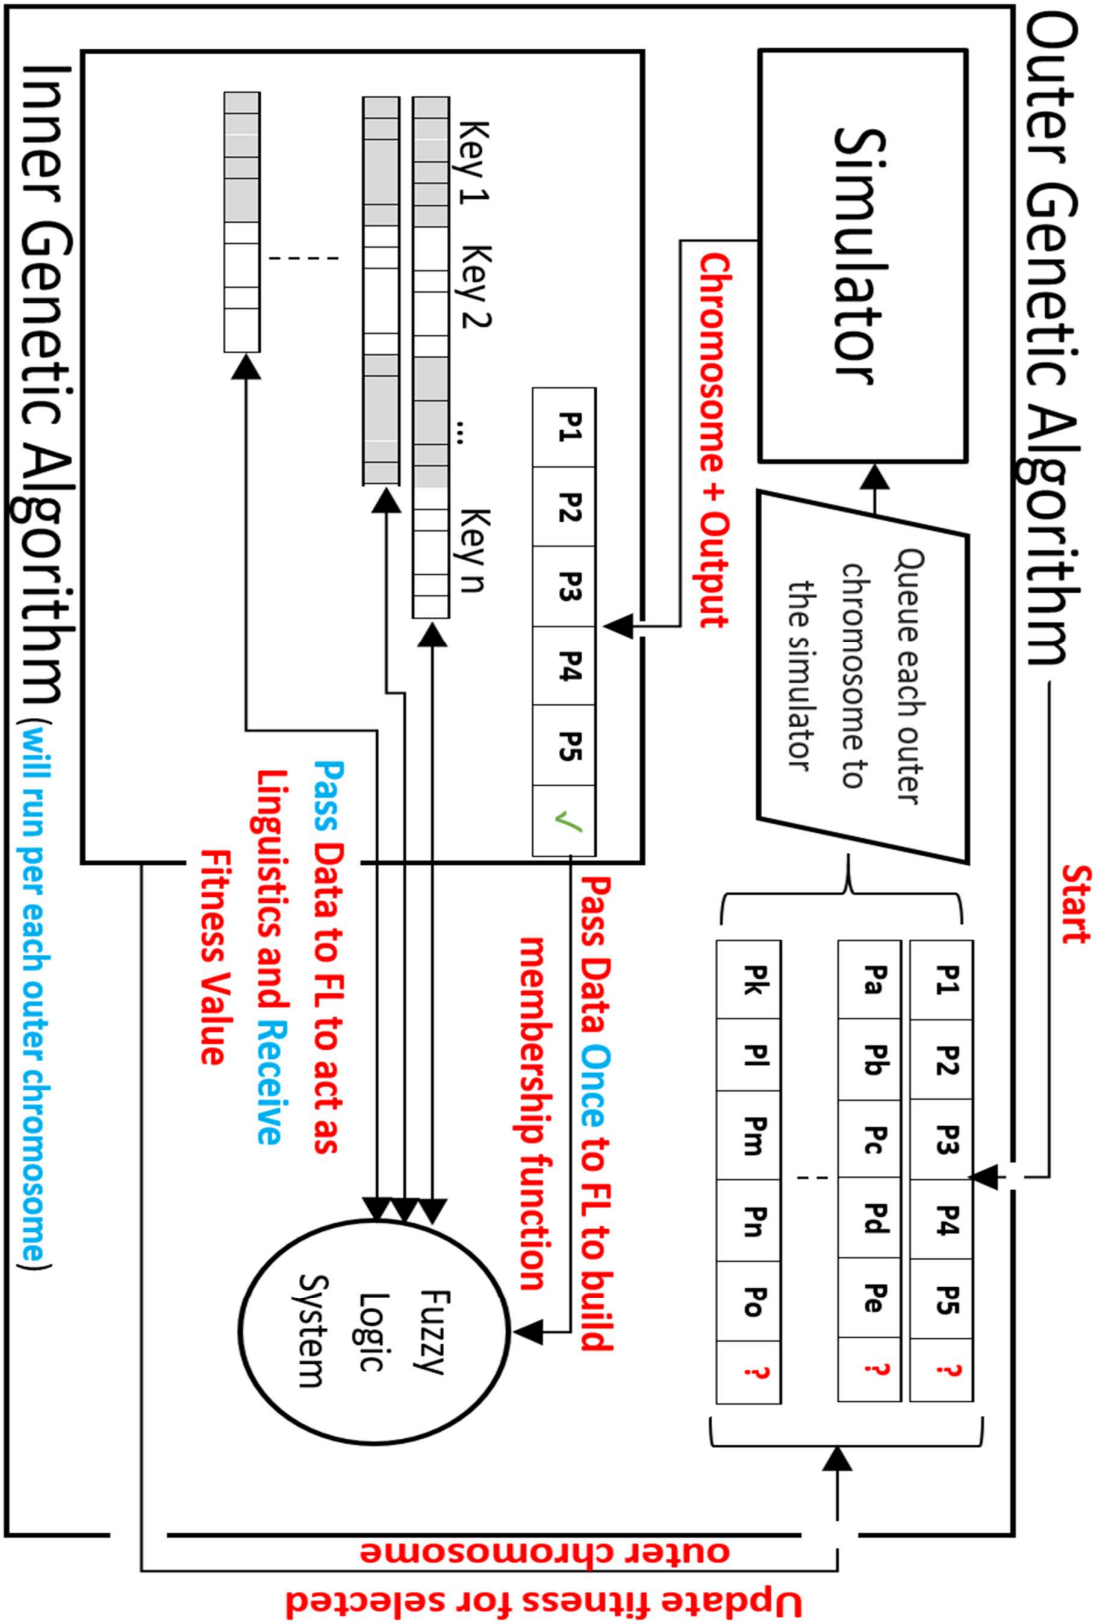 Outer Genetic Algorithm
Start
Simulator
Queue each outer
chromosome to
the simulator
P1 P2 P3 P4 P5 ?
Pa Pb Pc Pd Pe ?
Pk Pl Pm Pn Po ?
Chromosome + Output
P1 P2 P3 P4 P5 ✓
Pass Data Once to FL to build
membership function
Key 1 Key 2 ... Key n
Fuzzy
Logic
System
Pass Data to FL to act as
Linguistics and Receive
Fitness Value
Inner Genetic Algorithm (will run per each outer chromosome)
Update fitness for selected
outer chromosome